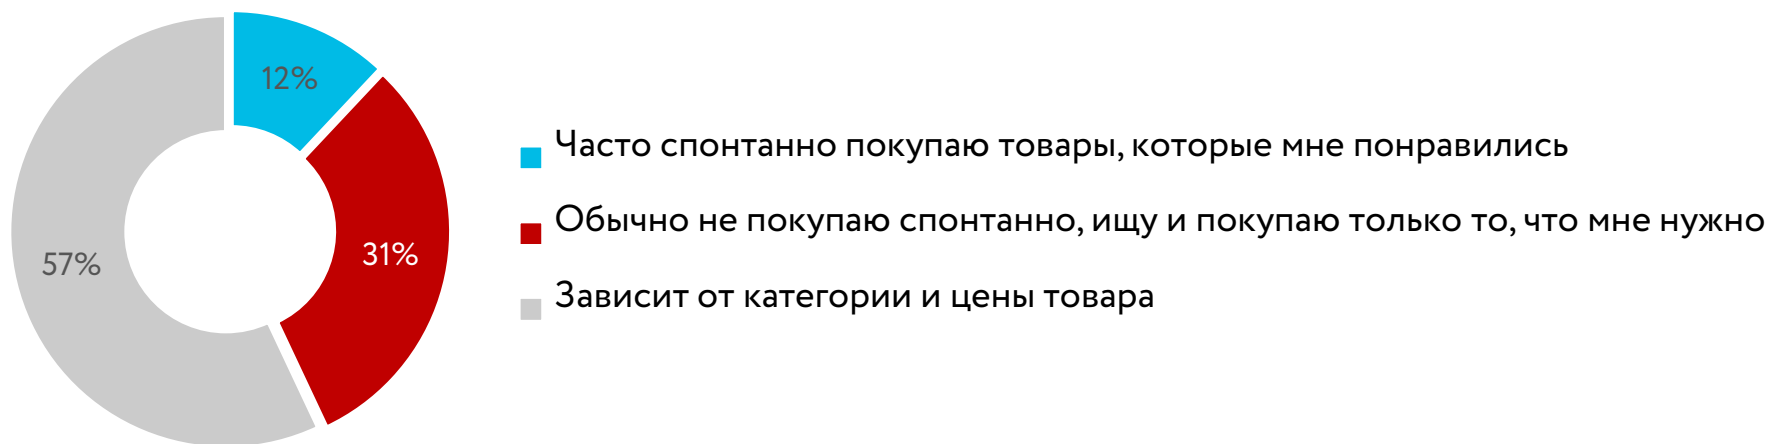 12%
31%
57%
Часто спонтанно покупаю товары, которые мне понравились
Обычно не покупаю спонтанно, ищу и покупаю только то, что мне нужно
Зависит от категории и цены товара